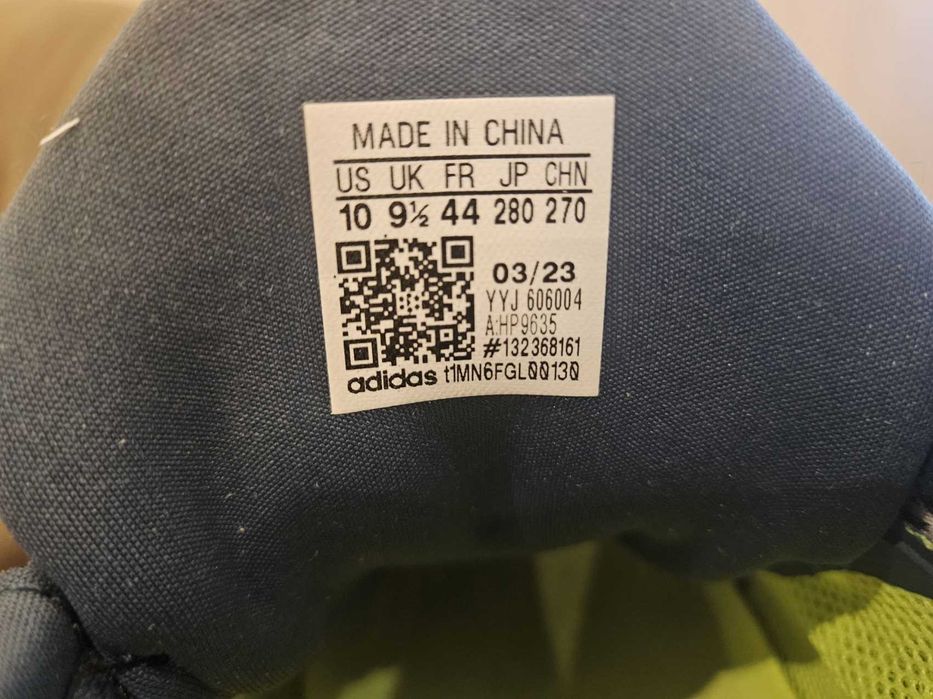 MADE IN CHINA
US UK FR JP CHN
10 9½ 44 280 270
03/23
YYJ 606004
A:HP9635
#132368161
adidas t1MN6FGL00130